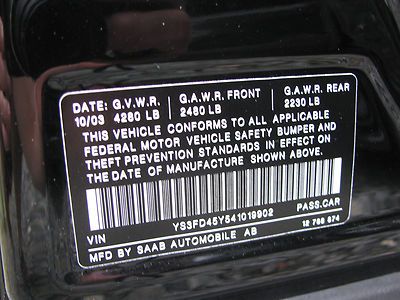 DATE: G.V.W.R. G.A.W.R. FRONT G.A.W.R. REAR
10/03 4280 LB 2480 LB 2230 LB
THIS VEHICLE CONFORMS TO ALL APPLICABLE
FEDERAL MOTOR VEHICLE SAFETY BUMPER AND
THEFT PREVENTION STANDARDS IN EFFECT ON
THE DATE OF MANUFACTURE SHOWN ABOVE.
YS3FD45Y541019902
VIN PASS.CAR
MFD BY SAAB AUTOMOBILE AB 12 788 674